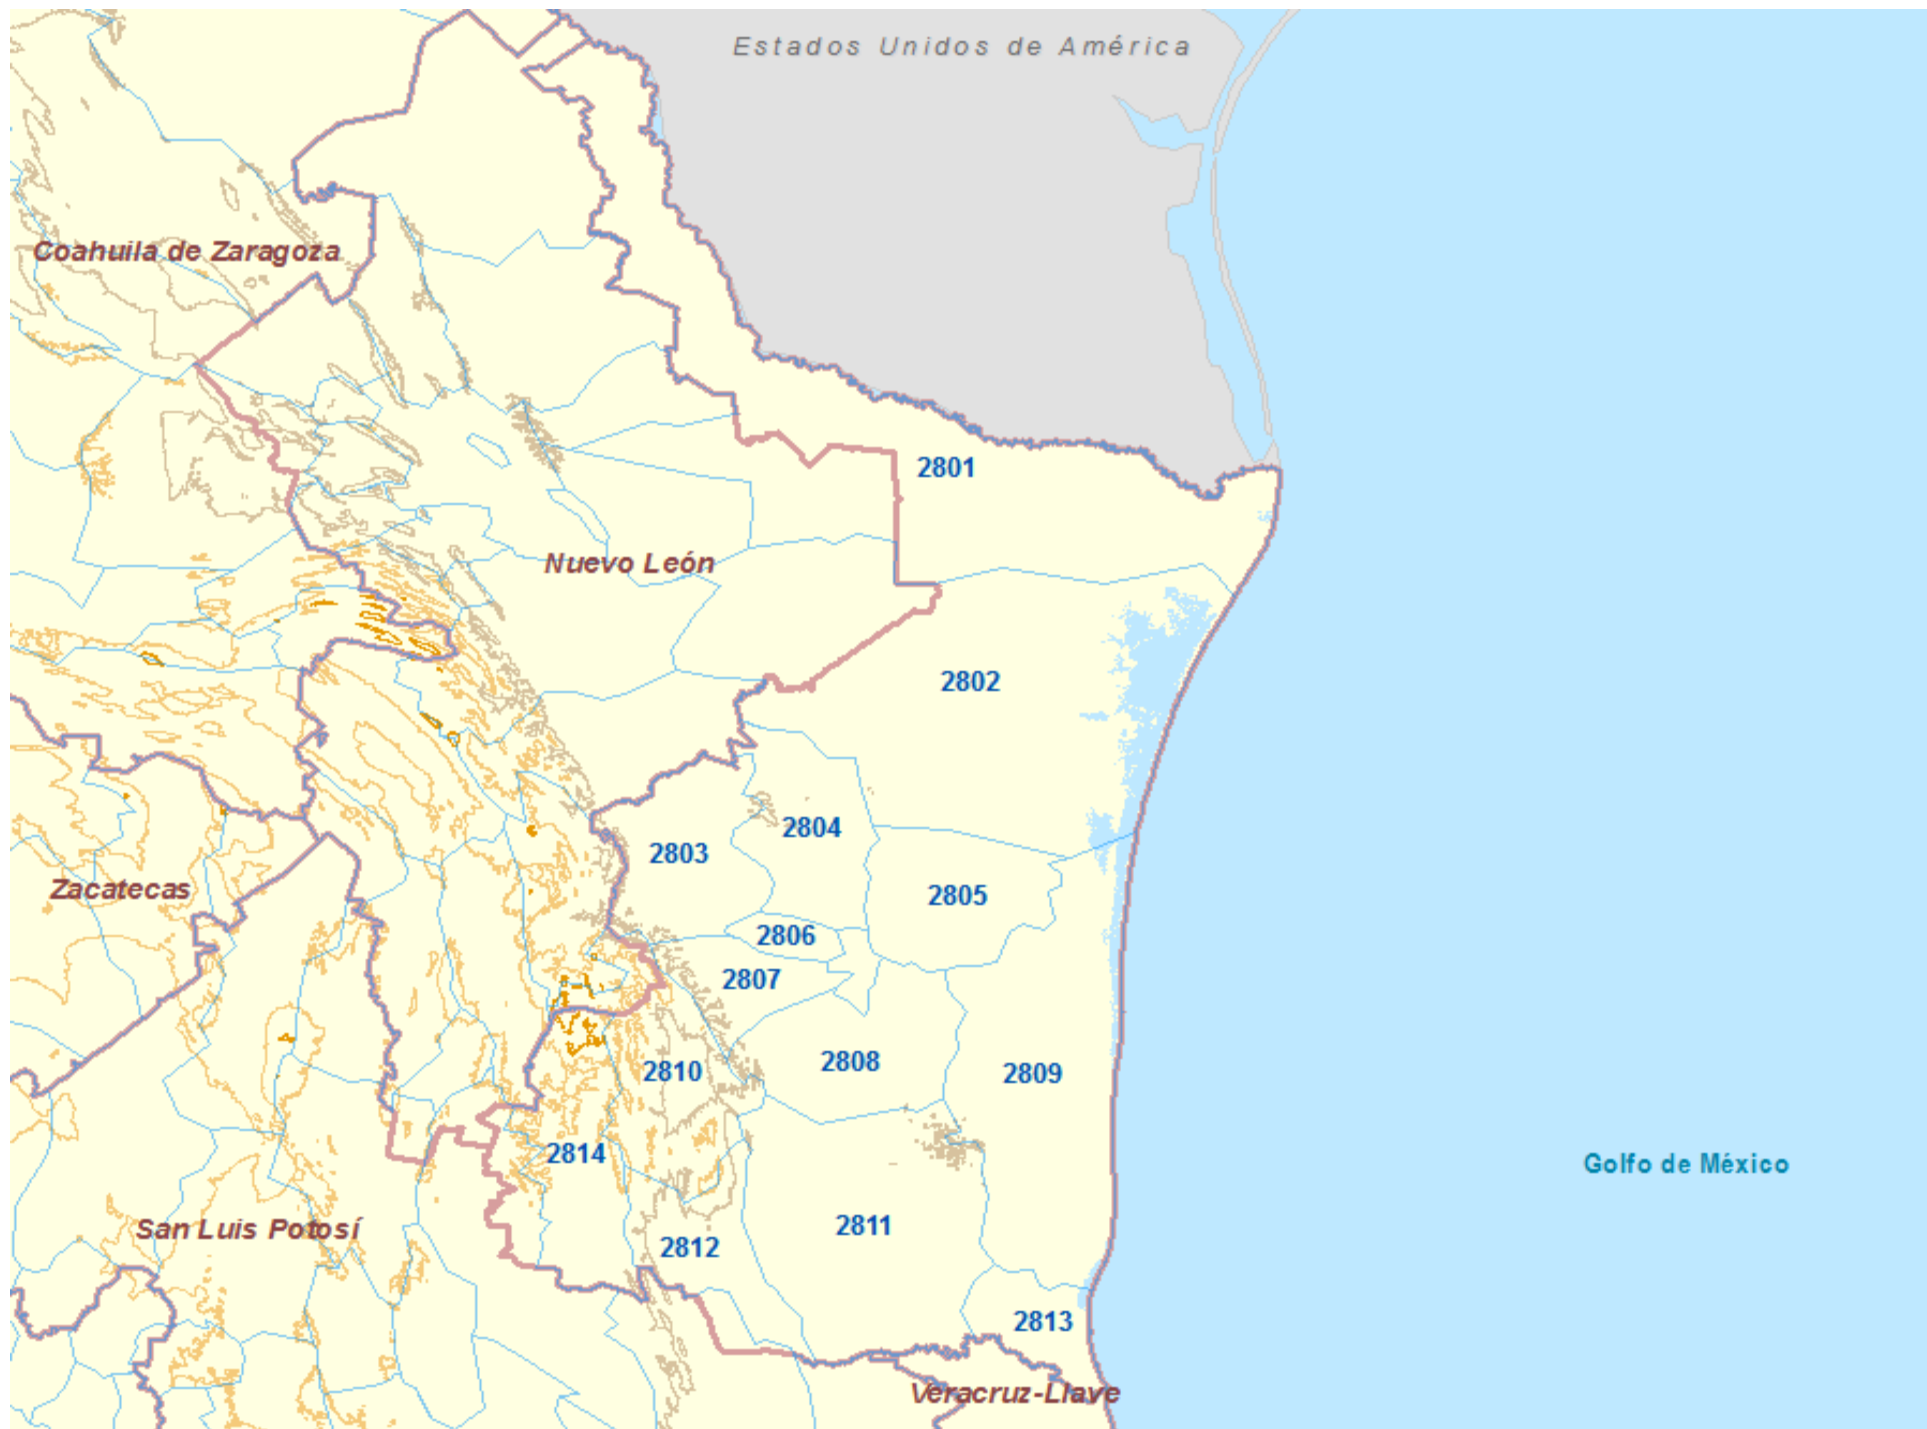 Estados Unidos de América
Coahuila de Zaragoza
2801
Nuevo León
2802
2804
2803
Zacatecas
2805
2806
2807
2808
2810
2809
2814
Golfo de México
San Luis Potosí
2811
2812
2813
Veracruz-Llave